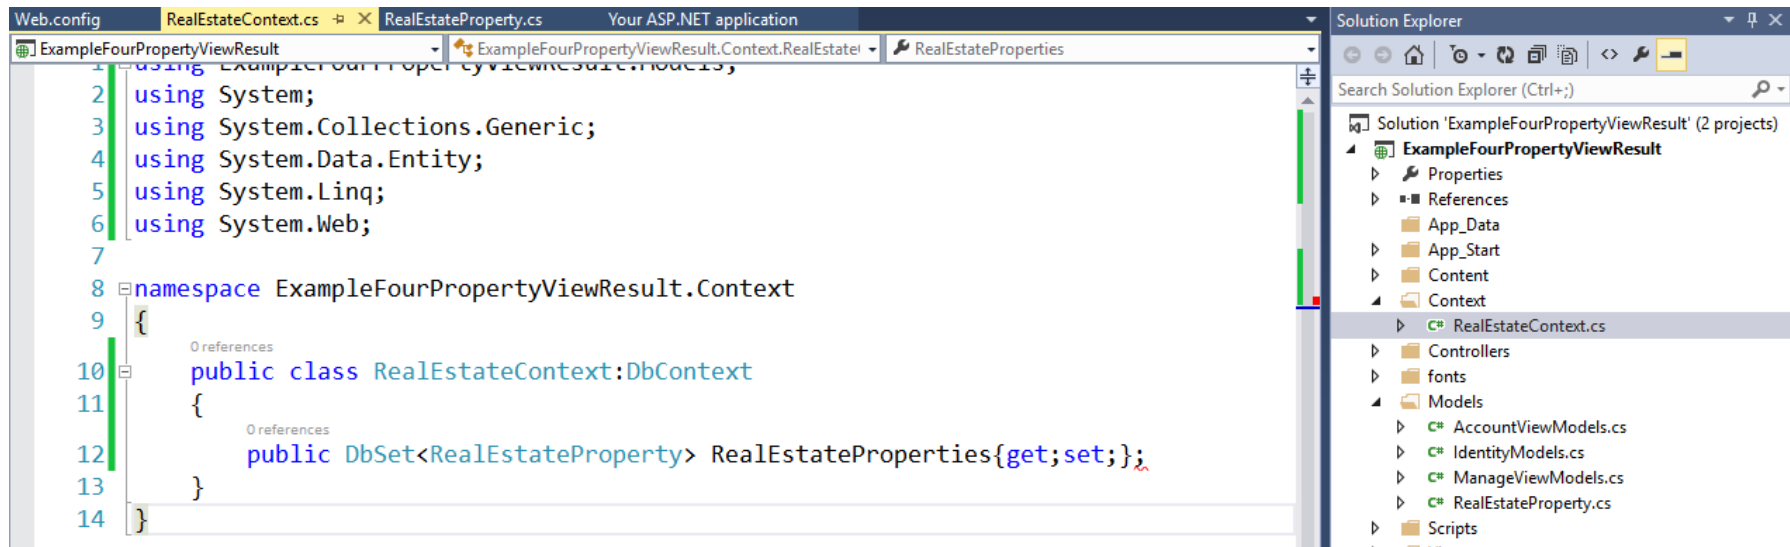 Web.config RealEstateContext.cs RealEstateProperty.cs Your ASP.NET application
ExampleFourPropertyViewResult ExampleFourPropertyViewResult.Context.RealEstate RealEstateProperties
1 using ExampleFourPropertyViewResult.Models;
2 using System;
3 using System.Collections.Generic;
4 using System.Data.Entity;
5 using System.Linq;
6 using System.Web;
7
8 namespace ExampleFourPropertyViewResult.Context
9 {
0 references
10 public class RealEstateContext:DbContext
11 {
0 references
12 public DbSet<RealEstateProperty> RealEstateProperties{get;set;};
13 }
14 }
Solution Explorer
Search Solution Explorer (Ctrl+;)
Solution 'ExampleFourPropertyViewResult' (2 projects)
ExampleFourPropertyViewResult
Properties
References
App_Data
App_Start
Content
Context
C# RealEstateContext.cs
Controllers
fonts
Models
C# AccountViewModels.cs
C# IdentityModels.cs
C# ManageViewModels.cs
C# RealEstateProperty.cs
Scripts